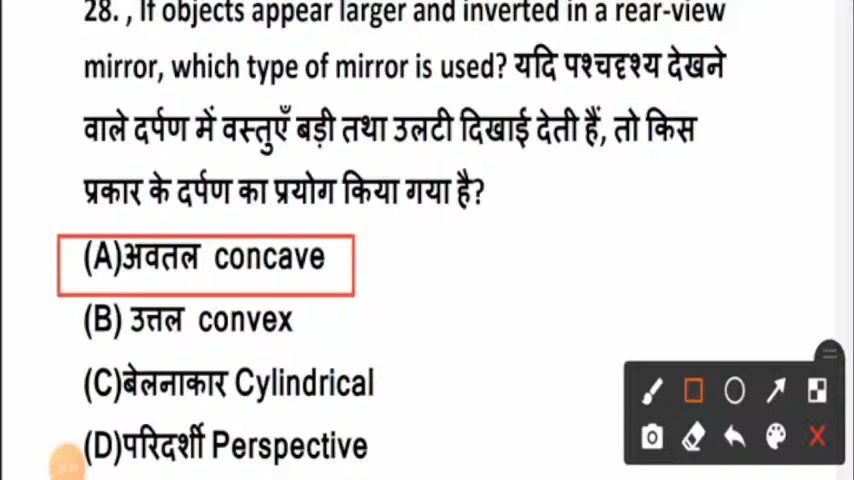 28. , If objects appear larger and inverted in a rear-view
mirror, which type of mirror is used? यदि पश्चदृश्य देखने
वाले दर्पण में वस्तुएँ बड़ी तथा उलटी दिखाई देती हैं, तो किस
प्रकार के दर्पण का प्रयोग किया गया है?
(A)अवतल concave
(B) उत्तल convex
(C)बेलनाकार Cylindrical
(D)परिदर्शी Perspective